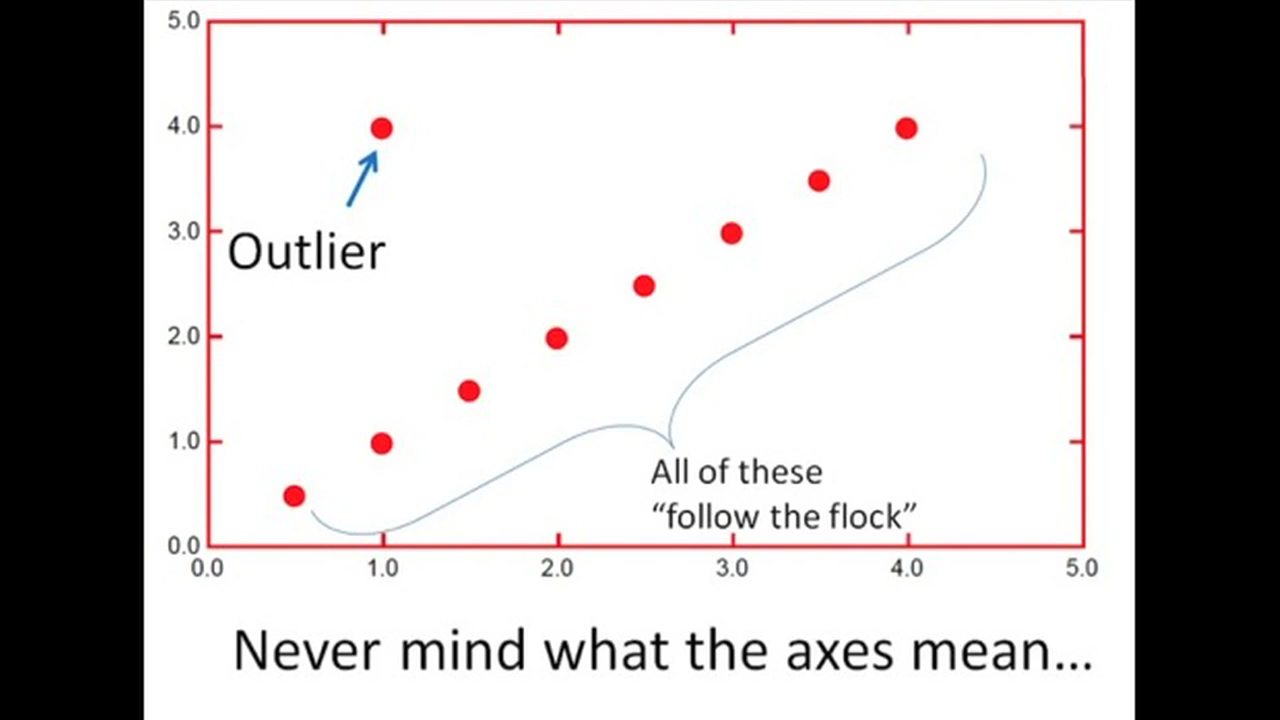 5.0
4.0
3.0
Outlier
2.0
1.0
All of these
“follow the flock”
0.0
0.0 1.0 2.0 3.0 4.0 5.0
Never mind what the axes mean...